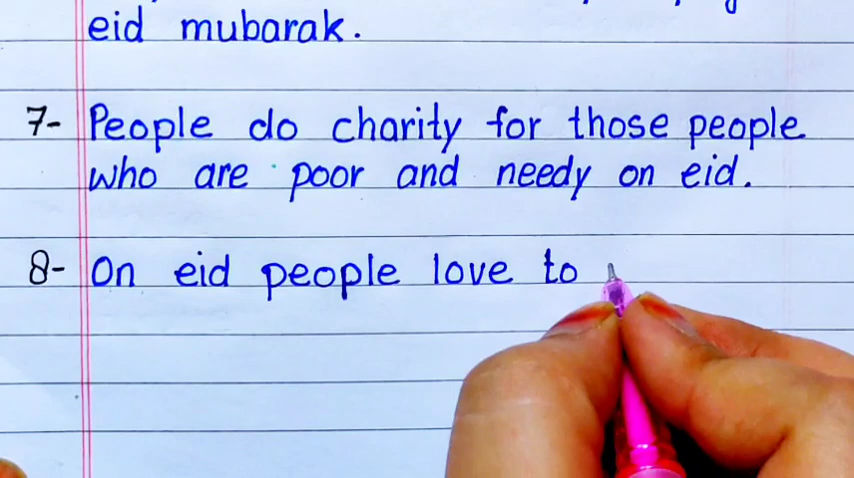 eid mubarak.
7- People do charity for those people
who are poor and needy on eid.
8- On eid people love to